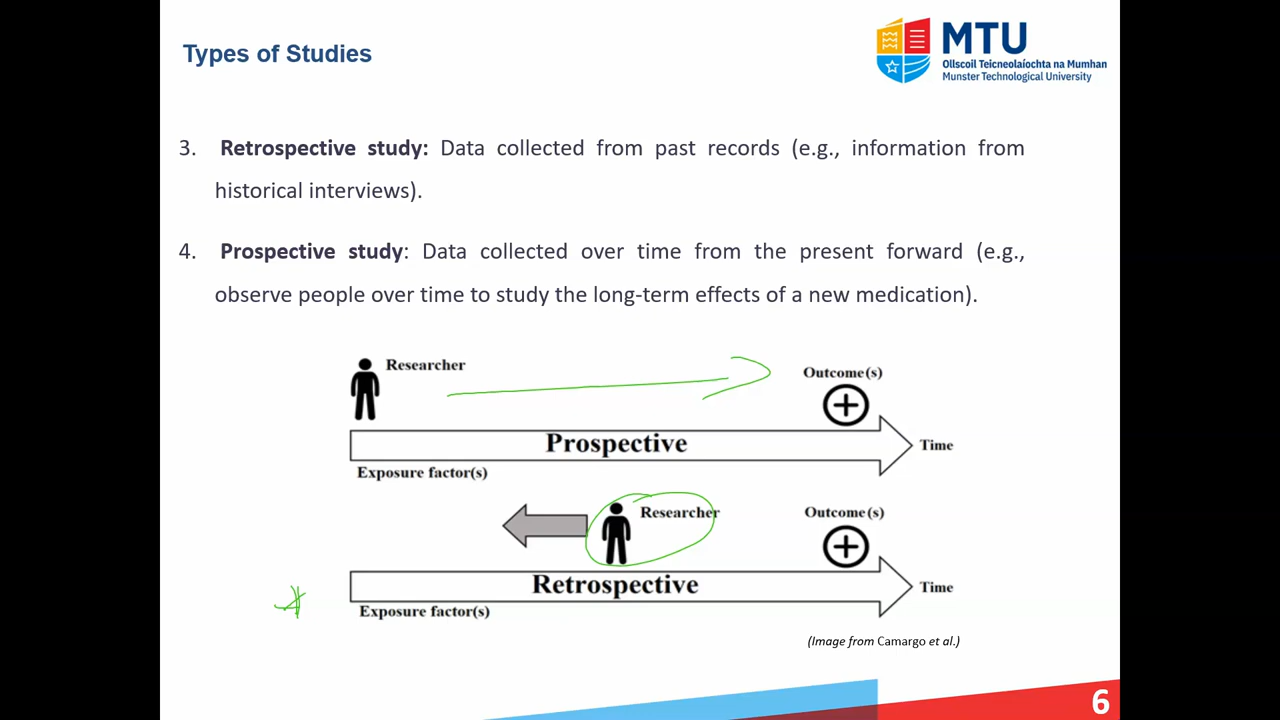 Types of Studies
MTU
Ollscoil Teicneolaíochta na Mumhan
Munster Technological University
3. Retrospective study: Data collected from past records (e.g., information from
historical interviews).
4. Prospective study: Data collected over time from the present forward (e.g.,
observe people over time to study the long-term effects of a new medication).
Researcher
Outcome(s)
Prospective
Time
Exposure factor(s)
Researcher
Outcome(s)
Retrospective
Time
Exposure factor(s)
(Image from Camargo et al.)
6